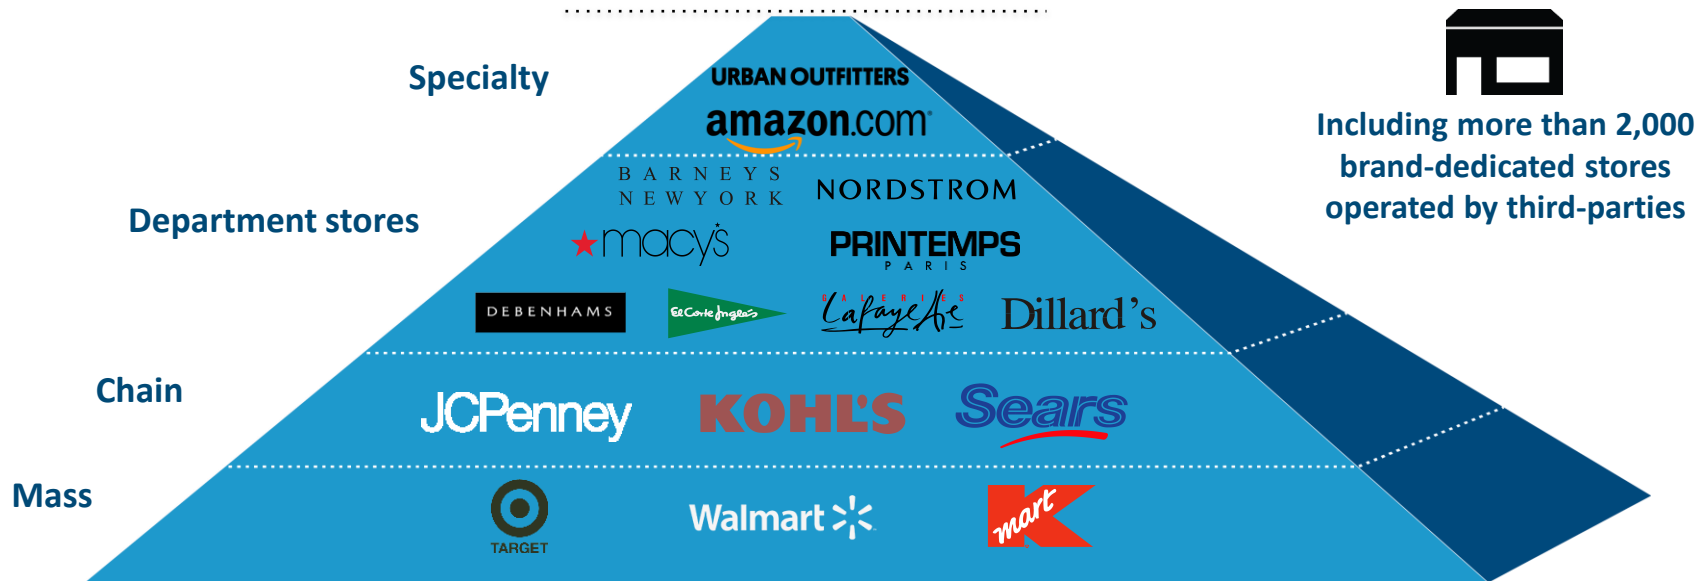 Specialty
URBAN OUTFITTERS
amazon.com®
Including more than 2,000
brand-dedicated stores
operated by third-parties
Department stores
BARNEYS
NEWYORK
NORDSTROM
macy's
PRINTEMPS
PARIS
DEBENHAMS
El Corte Inglés
GALERIES
Lafayette
Dillard's
Chain
JCPenney
KOHL'S
Sears
Mass
TARGET
Walmart
Kmart